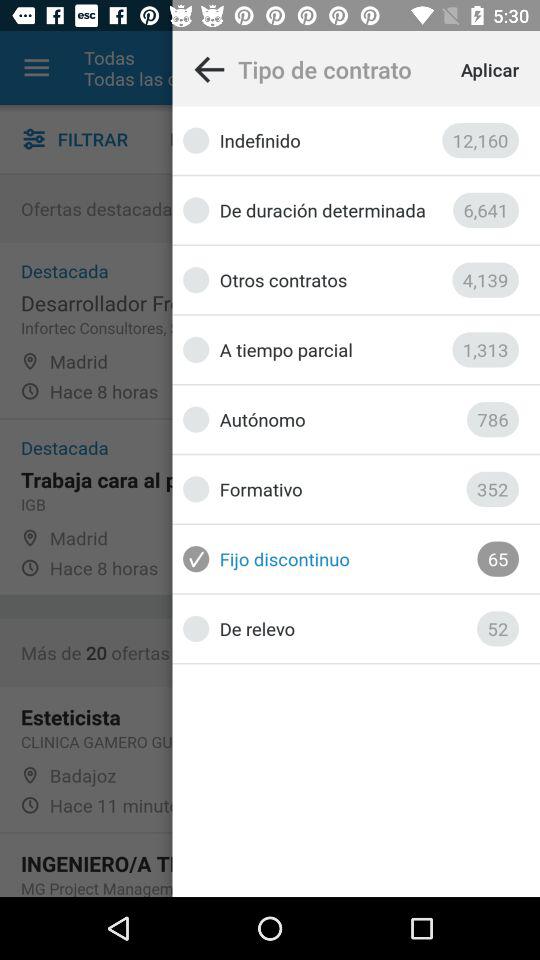 esc
5:30
Todas
Todas las
Tipo de contrato
Aplicar
FILTRAR
Ofertas destacada
Destacada
Desarrollador Fr
Infortec Consultores,
Madrid
Hace 8 horas
Destacada
Trabaja cara al p
IGB
Madrid
Hace 8 horas
Más de 20 ofertas
Esteticista
CLINICA GAMERO GU
Badajoz
Hace 11 minut
INGENIERO/A T
MG Project Managem
Indefinido 12,160
De duración determinada 6,641
Otros contratos 4,139
A tiempo parcial 1,313
Autónomo 786
Formativo 352
Fijo discontinuo 65
De relevo 52